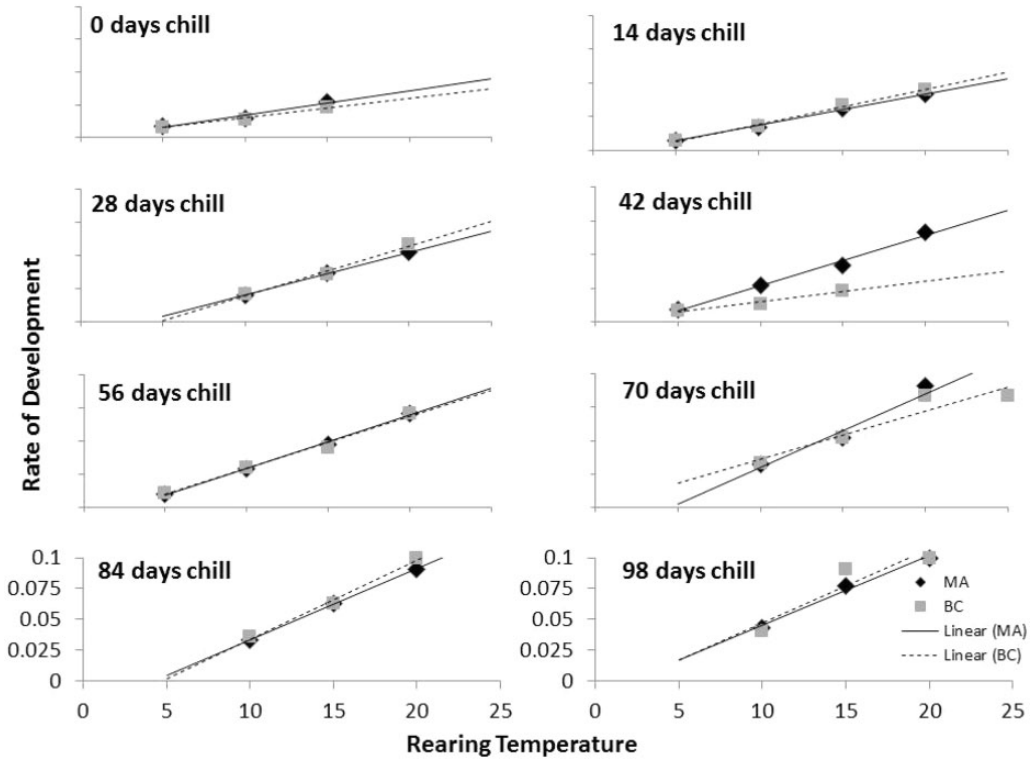 0 days chill
14 days chill
28 days chill
42 days chill
56 days chill
70 days chill
84 days chill
98 days chill
Rate of Development
0.1
0.075
0.05
0.025
0
0.1
0.075
0.05
0.025
0
MA
BC
Linear (MA)
Linear (BC)
0 5 10 15 20 25
0 5 10 15 20 25
Rearing Temperature